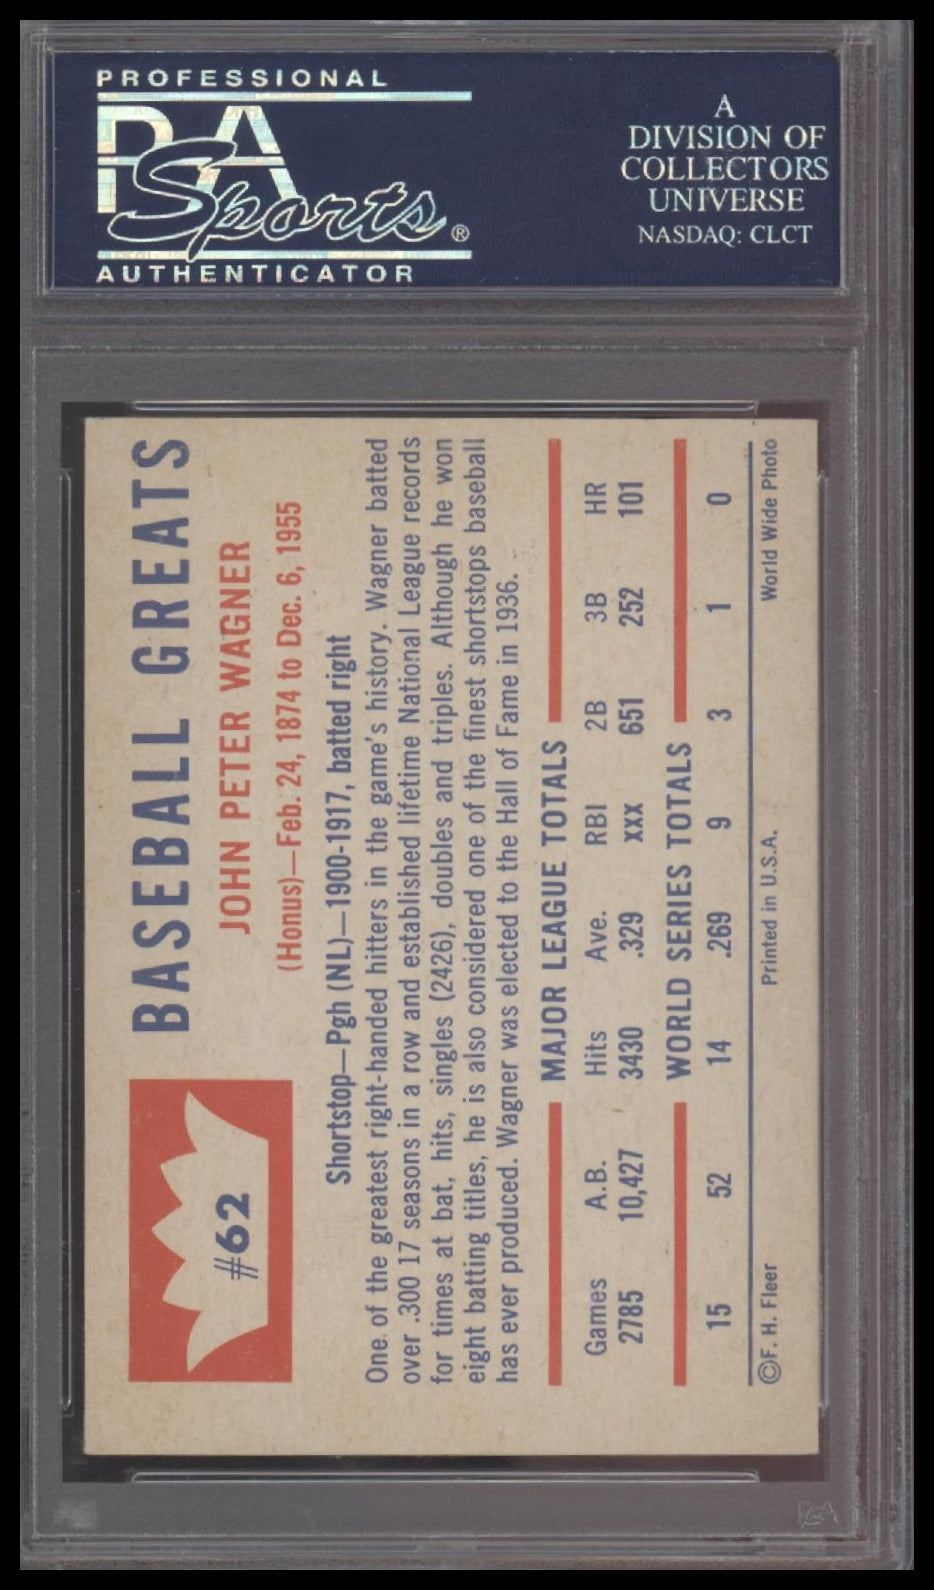 PROFESSIONAL
PSA
Sports®
AUTHENTICATOR
A
DIVISION OF
COLLECTORS
UNIVERSE
NASDAQ: CLCT
#62
BASEBALL GREATS
JOHN PETER WAGNER
(Honus)—Feb. 24, 1874 to Dec. 6, 1955
Shortstop—Pgh (NL)—1900-1917, batted right
One of the greatest right-handed hitters in the game's history. Wagner batted
over .300 17 seasons in a row and established lifetime National League records
for times at bat, hits, singles (2426), doubles and triples. Although he won
eight batting titles, he is also considered one of the finest shortstops baseball
has ever produced. Wagner was elected to the Hall of Fame in 1936.
MAJOR LEAGUE TOTALS
Games A.B. Hits Ave. RBI 2B 3B HR
2785 10,427 3430 .329 xxx 651 252 101
WORLD SERIES TOTALS
15 52 14 .269 9 3 1 0
©F. H. Fleer Printed in U.S.A. World Wide Photo
PSA